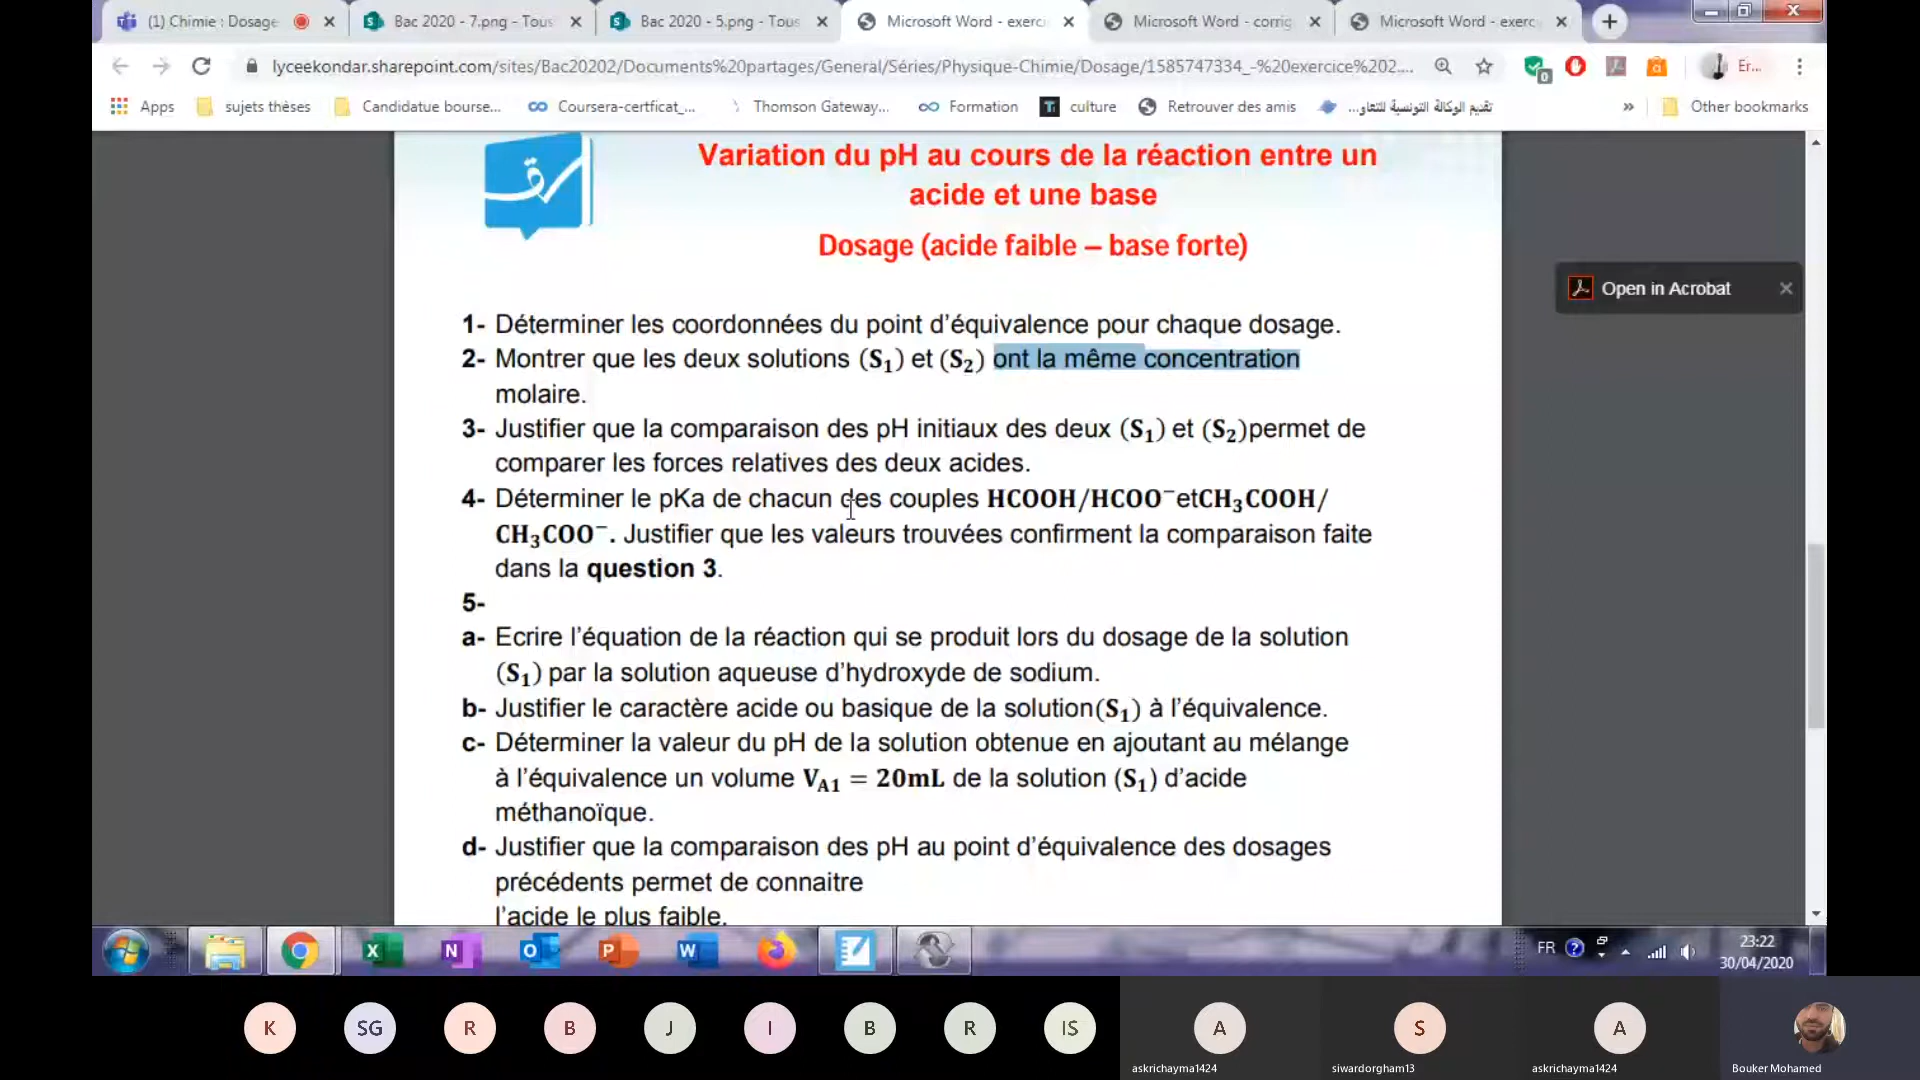 (1) Chimie : Dosage
Bac 2020 - 7.png - Tous
Bac 2020 - 5.png - Tous
Microsoft Word - exerci
Microsoft Word - corrig
Microsoft Word - exerc
lyceekondar.sharepoint.com/sites/Bac20202/Documents%20partages/General/Séries/Physique-Chimie/Dosage/1585747334_-%20exercice%202....
0
Er...
Apps
sujets thèses
Candidatue bourse...
Coursera-certficat_...
Thomson Gateway...
Formation
culture
Retrouver des amis
تقديم الوكالة التونسية للتعاو...
»
Other bookmarks
Variation du pH au cours de la réaction entre un
acide et une base
Dosage (acide faible – base forte)
Open in Acrobat
1- Déterminer les coordonnées du point d’équivalence pour chaque dosage.
2- Montrer que les deux solutions (S₁) et (S₂) ont la même concentration
molaire.
3- Justifier que la comparaison des pH initiaux des deux (S₁) et (S₂)permet de
comparer les forces relatives des deux acides.
4- Déterminer le pKa de chacun des couples HCOOH/HCOO⁻etCH₃COOH/
CH₃COO⁻. Justifier que les valeurs trouvées confirment la comparaison faite
dans la question 3.
5-
a- Ecrire l’équation de la réaction qui se produit lors du dosage de la solution
(S₁) par la solution aqueuse d’hydroxyde de sodium.
b- Justifier le caractère acide ou basique de la solution(S₁) à l’équivalence.
c- Déterminer la valeur du pH de la solution obtenue en ajoutant au mélange
à l’équivalence un volume V_A1 = 20mL de la solution (S₁) d’acide
méthanoïque.
d- Justifier que la comparaison des pH au point d’équivalence des dosages
précédents permet de connaitre
l’acide le plus faible.
FR
23:22
30/04/2020
K
SG
R
B
J
I
B
R
IS
A
S
A
askrichayma1424
siwardorgham13
askrichayma1424
Bouker Mohamed